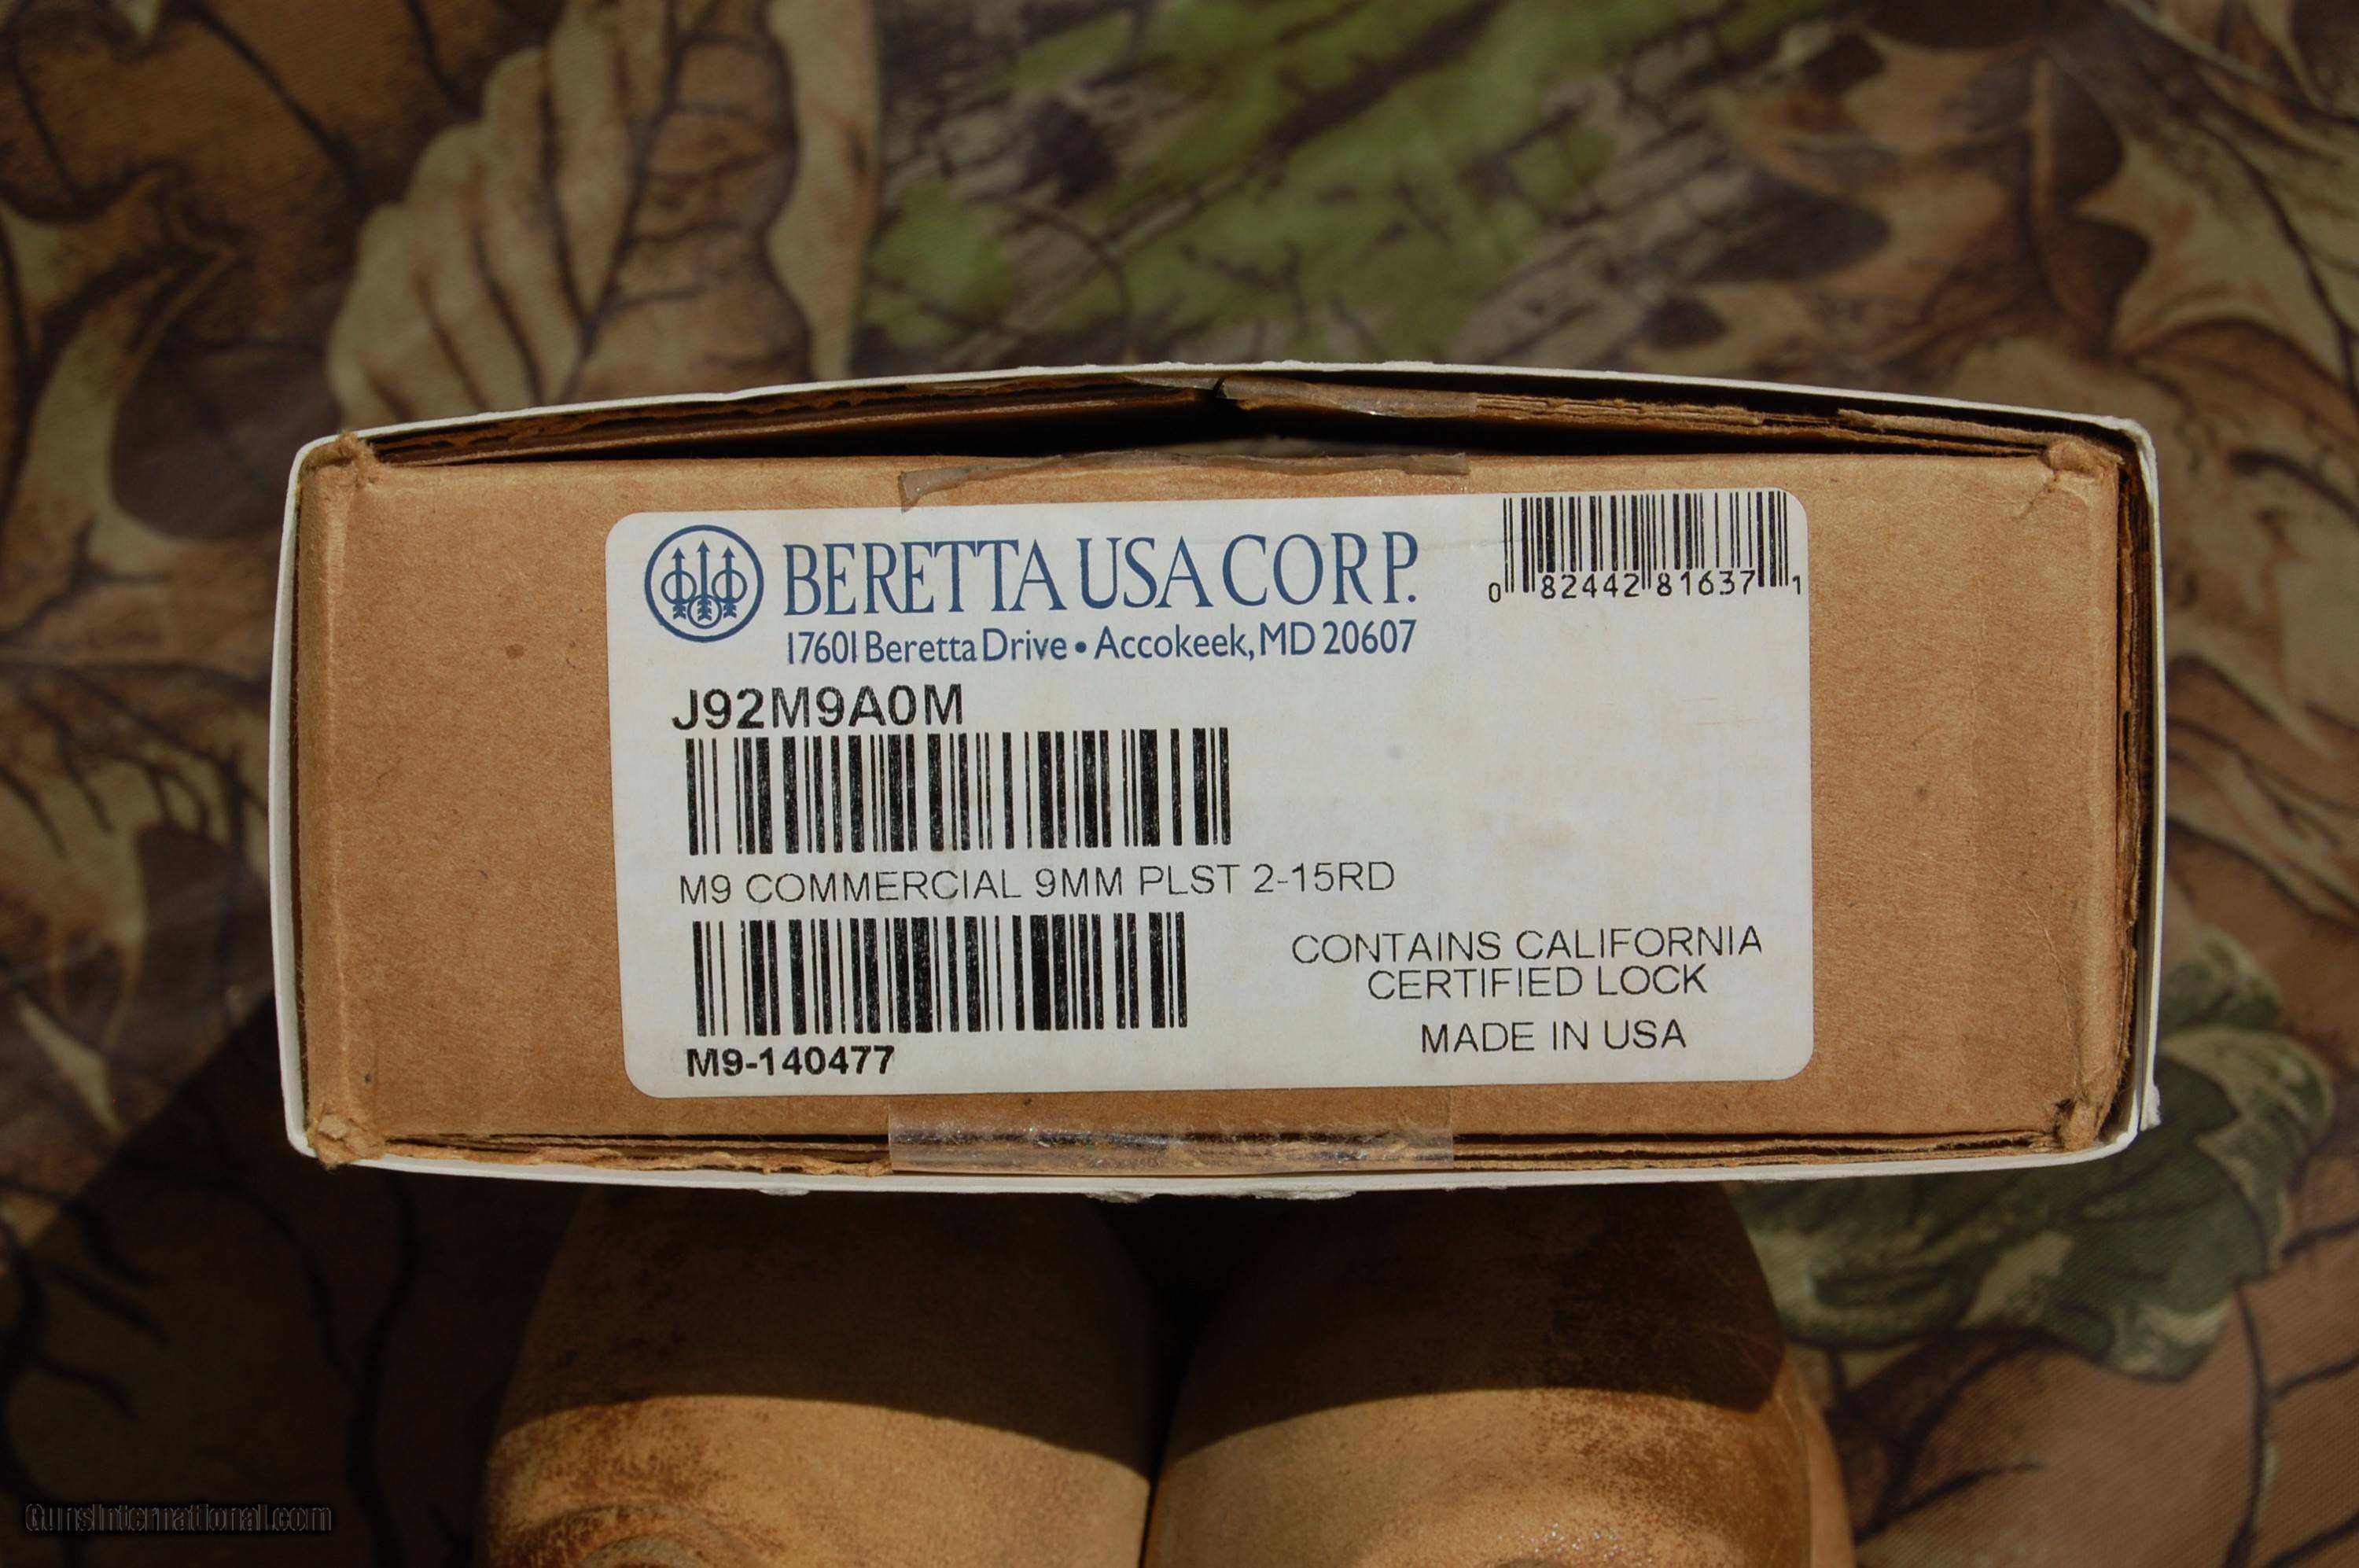 BERETTA USA CORP.
17601 Beretta Drive • Accokeek, MD 20607
0 82442 81637 1
J92M9A0M
M9 COMMERCIAL 9MM PLST 2-15RD
CONTAINS CALIFORNIA
CERTIFIED LOCK
MADE IN USA
M9-140477
GunsInternational.com